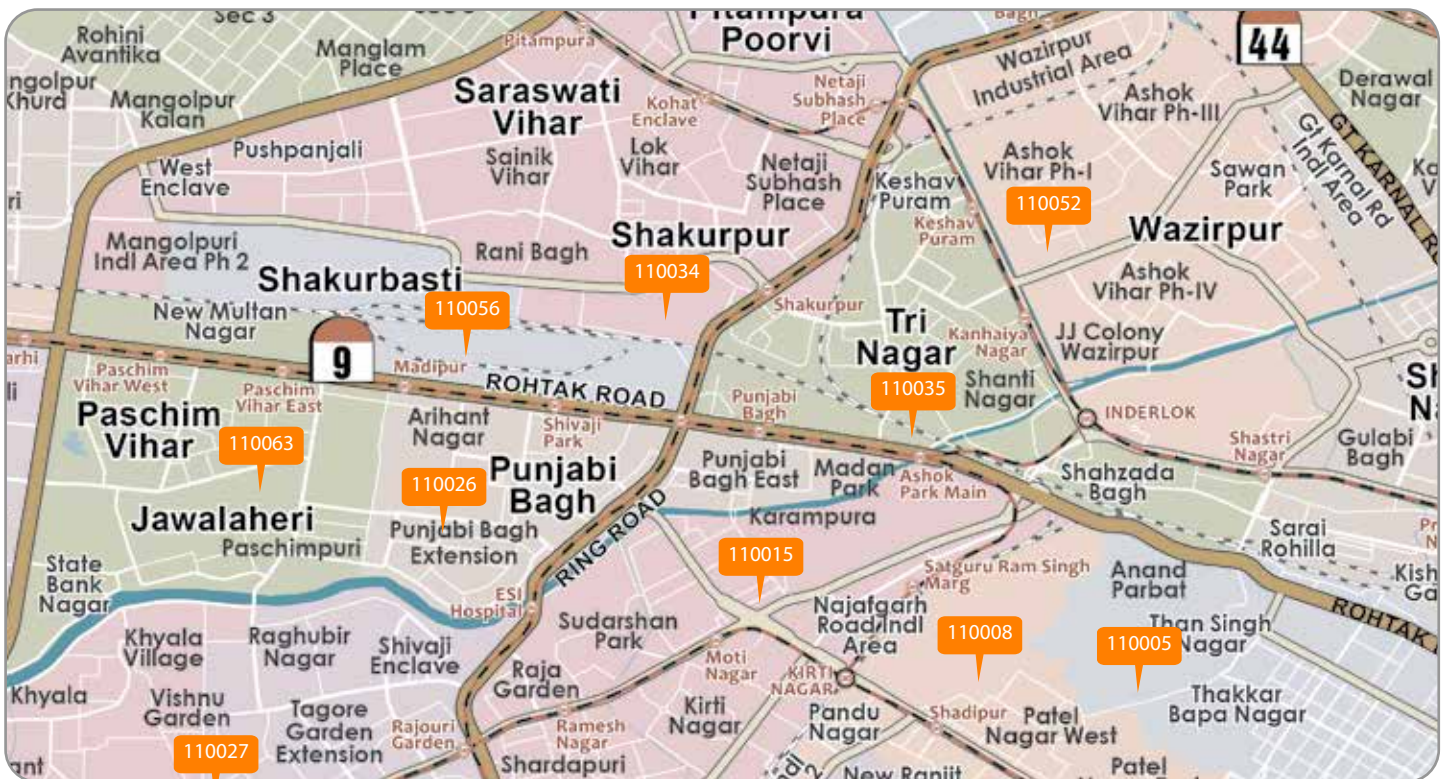 Sec 3
Pitampura
Poorvi
Bagh
Rohini
Avantika
Manglam
Place
Pitampura
Wazirpur
Industrial Area
44
Derawal
Nagar
ngolpur
Khurd
Mangolpur
Kalan
Saraswati
Vihar
Kohat
Enclave
Netaji
Subhash
Place
Ashok
Vihar Ph-III
GT KARNAL R
Gt Karnal Rd
Indl Area
Pushpanjali
West
Enclave
Sainik
Vihar
Lok
Vihar
Netaji
Subhash
Place
Keshav
Puram
Ashok
Vihar Ph-I
Sawan
Park
110052
ri
Mangolpuri
Indl Area Ph 2
Rani Bagh
Shakurpur
Keshav
Puram
Wazirpur
Shakurbasti
110034
Ashok
Vihar Ph-IV
New Multan
Nagar
110056
Shakurpur
Tri
Nagar
Kanhaiya
Nagar
JJ Colony
Wazirpur
9
arhi
Paschim
Vihar West
Paschim
Vihar East
Madipur
ROHTAK ROAD
110035
Shanti
Nagar
li
Paschim
Vihar
Arihant
Nagar
Shivaji
Park
Punjabi
Bagh
INDERLOK
110063
Punjabi
Bagh
Punjabi
Bagh East
Madan
Park
Ashok
Park Main
Shastri
Nagar
Gulabi
Bagh
110026
Shahzada
Bagh
Jawalaheri
Paschimpuri
Punjabi Bagh
Extension
RING ROAD
Karampura
Sarai
Rohilla
State
Bank
Nagar
110015
Satguru Ram Singh
Marg
Anand
Parbat
Kish
ESI
Hospital
Najafgarh
Road Indl
Area
ROHTAK
Khyala
Village
Raghubir
Nagar
Shivaji
Enclave
Sudarshan
Park
110008
110005
Than Singh
Nagar
Khyala
Vishnu
Garden
Raja
Garden
Moti
Nagar
KIRTI
NAGAR
Thakkar
Bapa Nagar
Tagore
Garden
Extension
Rajouri
Garden
Ramesh
Nagar
Kirti
Nagar
Pandu
Nagar
Shadipur
Patel
Nagar West
110027
ant
Shardapuri
New Ranjit
Patel